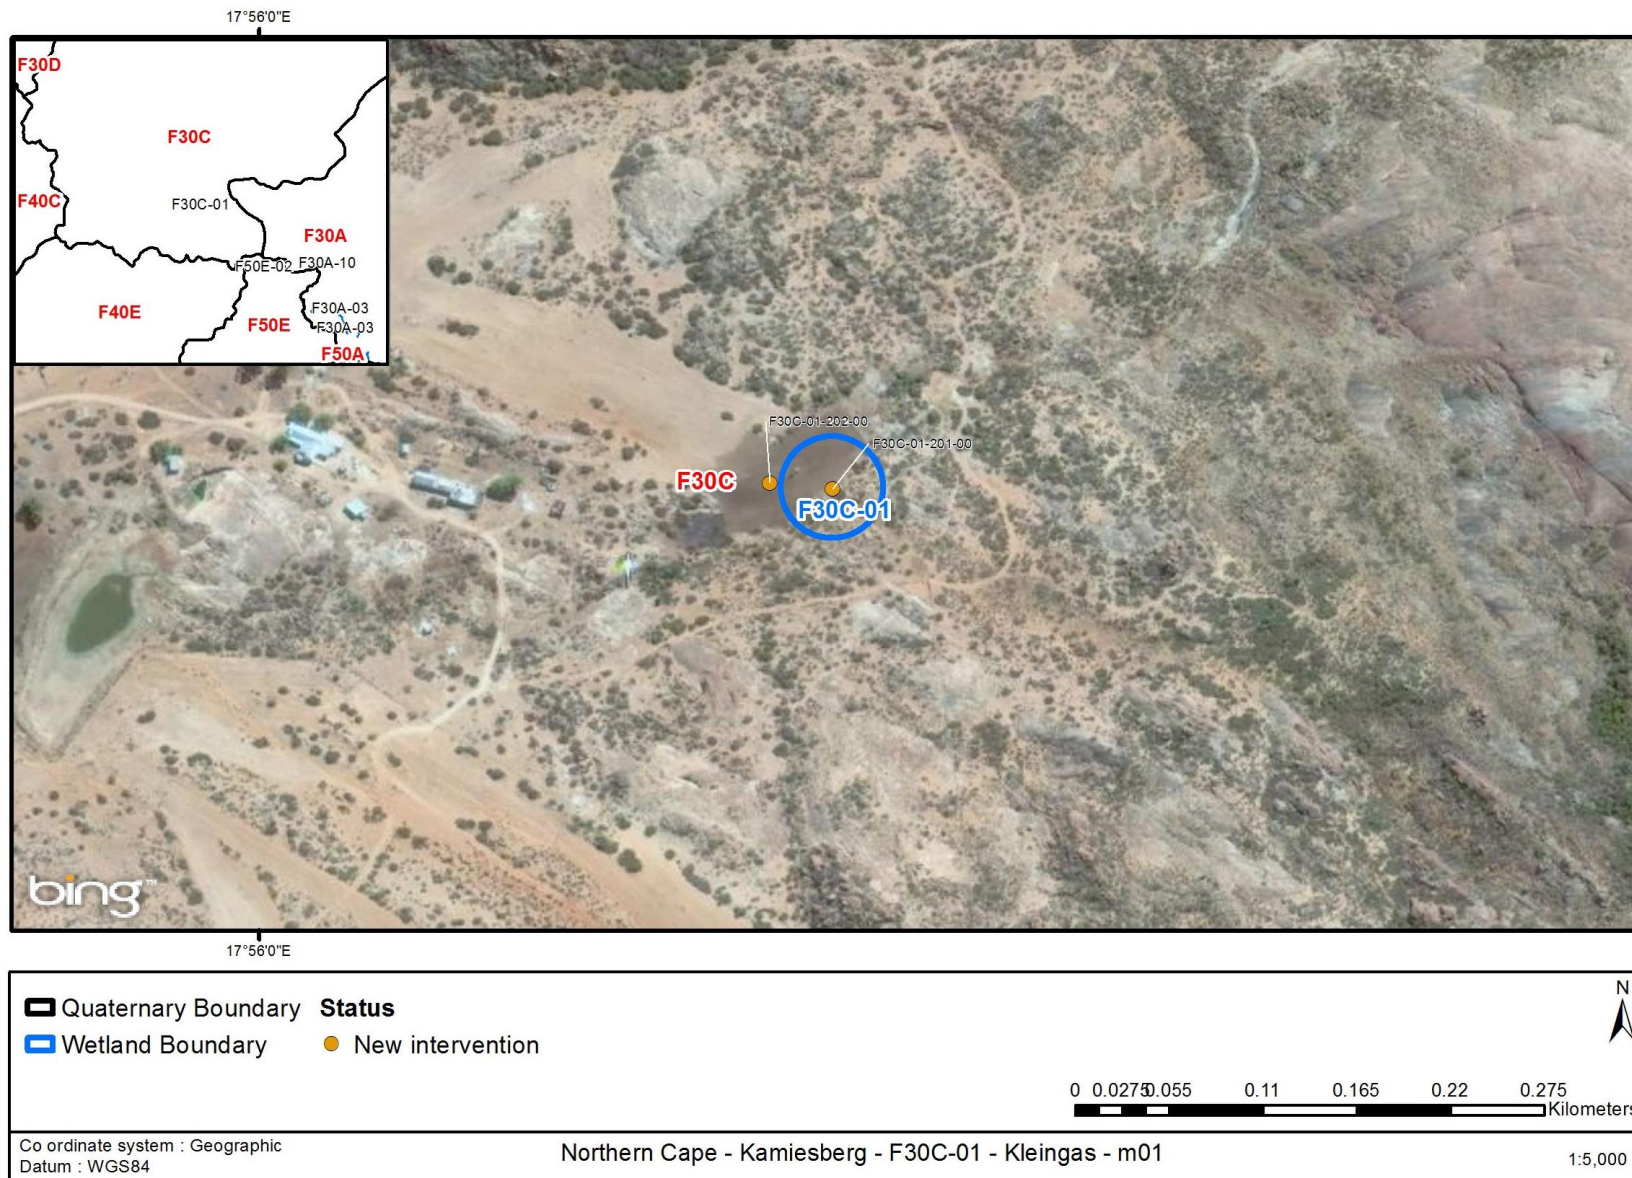 17°56'0"E
F30D
F30C
F40C
F30C-01
F30A
F50E-02
F30A-10
F40E
F30A-03
F50E
F30A-03
F50A
F30C-01-202-00
F30C-01-201-00
F30C
F30C-01
bing™
17°56'0"E
Quaternary Boundary
Status
Wetland Boundary
New intervention
N
0 0.0275 0.055 0.11 0.165 0.22 0.275
Kilometers
Co ordinate system : Geographic
Datum : WGS84
Northern Cape - Kamiesberg - F30C-01 - Kleingas - m01
1:5,000